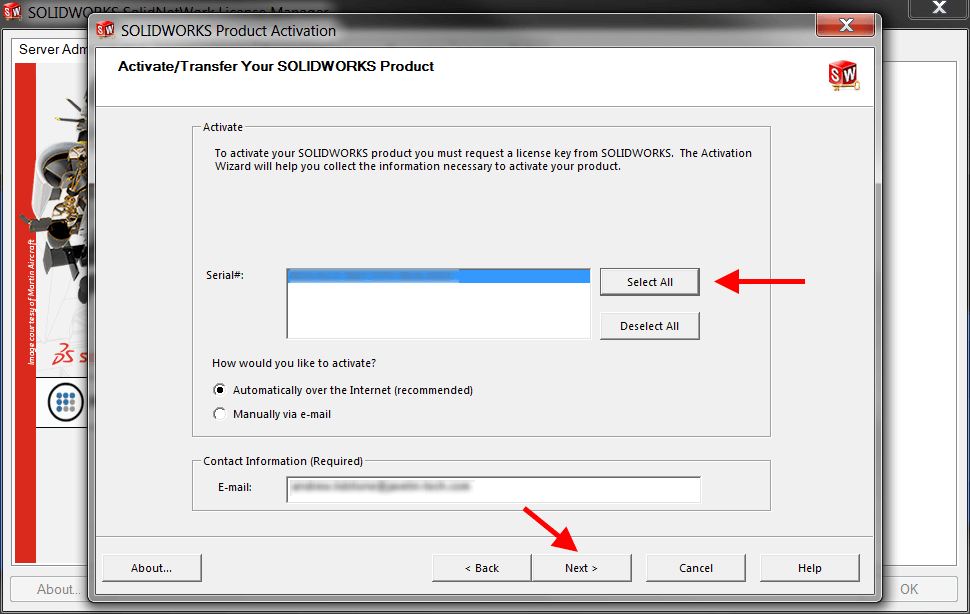 SOLIDWORKS SolidNetWork License Manager
SOLIDWORKS Product Activation
Server Adm
Activate/Transfer Your SOLIDWORKS Product
Activate
To activate your SOLIDWORKS product you must request a license key from SOLIDWORKS. The Activation
Wizard will help you collect the information necessary to activate your product.
Serial#:
Select All
Deselect All
Image courtesy of Martin Aircraft
How would you like to activate?
Automatically over the Internet (recommended)
Manually via e-mail
Contact Information (Required)
E-mail:
About...
< Back
Next >
Cancel
Help
About...
OK